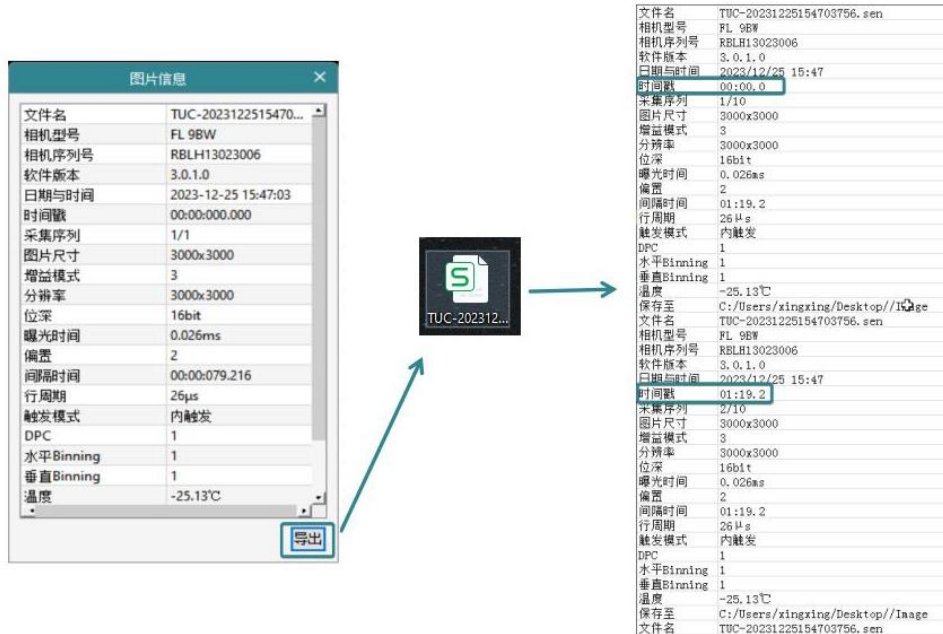 图片信息
文件名 TUC-2023122515470...
相机型号 FL 9BW
相机序列号 RBLH13023006
软件版本 3.0.1.0
日期与时间 2023-12-25 15:47:03
时间戳 00:00:000.000
采集序列 1/1
图片尺寸 3000x3000
增益模式 3
分辨率 3000x3000
位深 16bit
曝光时间 0.026ms
偏置 2
间隔时间 00:00:079.216
行周期 26μs
触发模式 内触发
DPC 1
水平Binning 1
垂直Binning 1
温度 -25.13℃
导出
TUC-202312...
文件名 TUC-20231225154703756.sen
相机型号 FL 9BW
相机序列号 RBLH13023006
软件版本 3.0.1.0
日期与时间 2023/12/25 15:47
时间戳 00:00.0
采集序列 1/10
图片尺寸 3000x3000
增益模式 3
分辨率 3000x3000
位深 16bit
曝光时间 0.026ms
偏置 2
间隔时间 01:19.2
行周期 26μs
触发模式 内触发
DPC 1
水平Binning 1
垂直Binning 1
温度 -25.13℃
保存至 C:/Users/xingxing/Desktop//Image
文件名 TUC-20231225154703756.sen
相机型号 FL 9BW
相机序列号 RBLH13023006
软件版本 3.0.1.0
日期与时间 2023/12/25 15:47
时间戳 01:19.2
采集序列 2/10
图片尺寸 3000x3000
增益模式 3
分辨率 3000x3000
位深 16bit
曝光时间 0.026ms
偏置 2
间隔时间 01:19.2
行周期 26μs
触发模式 内触发
DPC 1
水平Binning 1
垂直Binning 1
温度 -25.13℃
保存至 C:/Users/xingxing/Desktop//Image
文件名 TUC-20231225154703756.sen